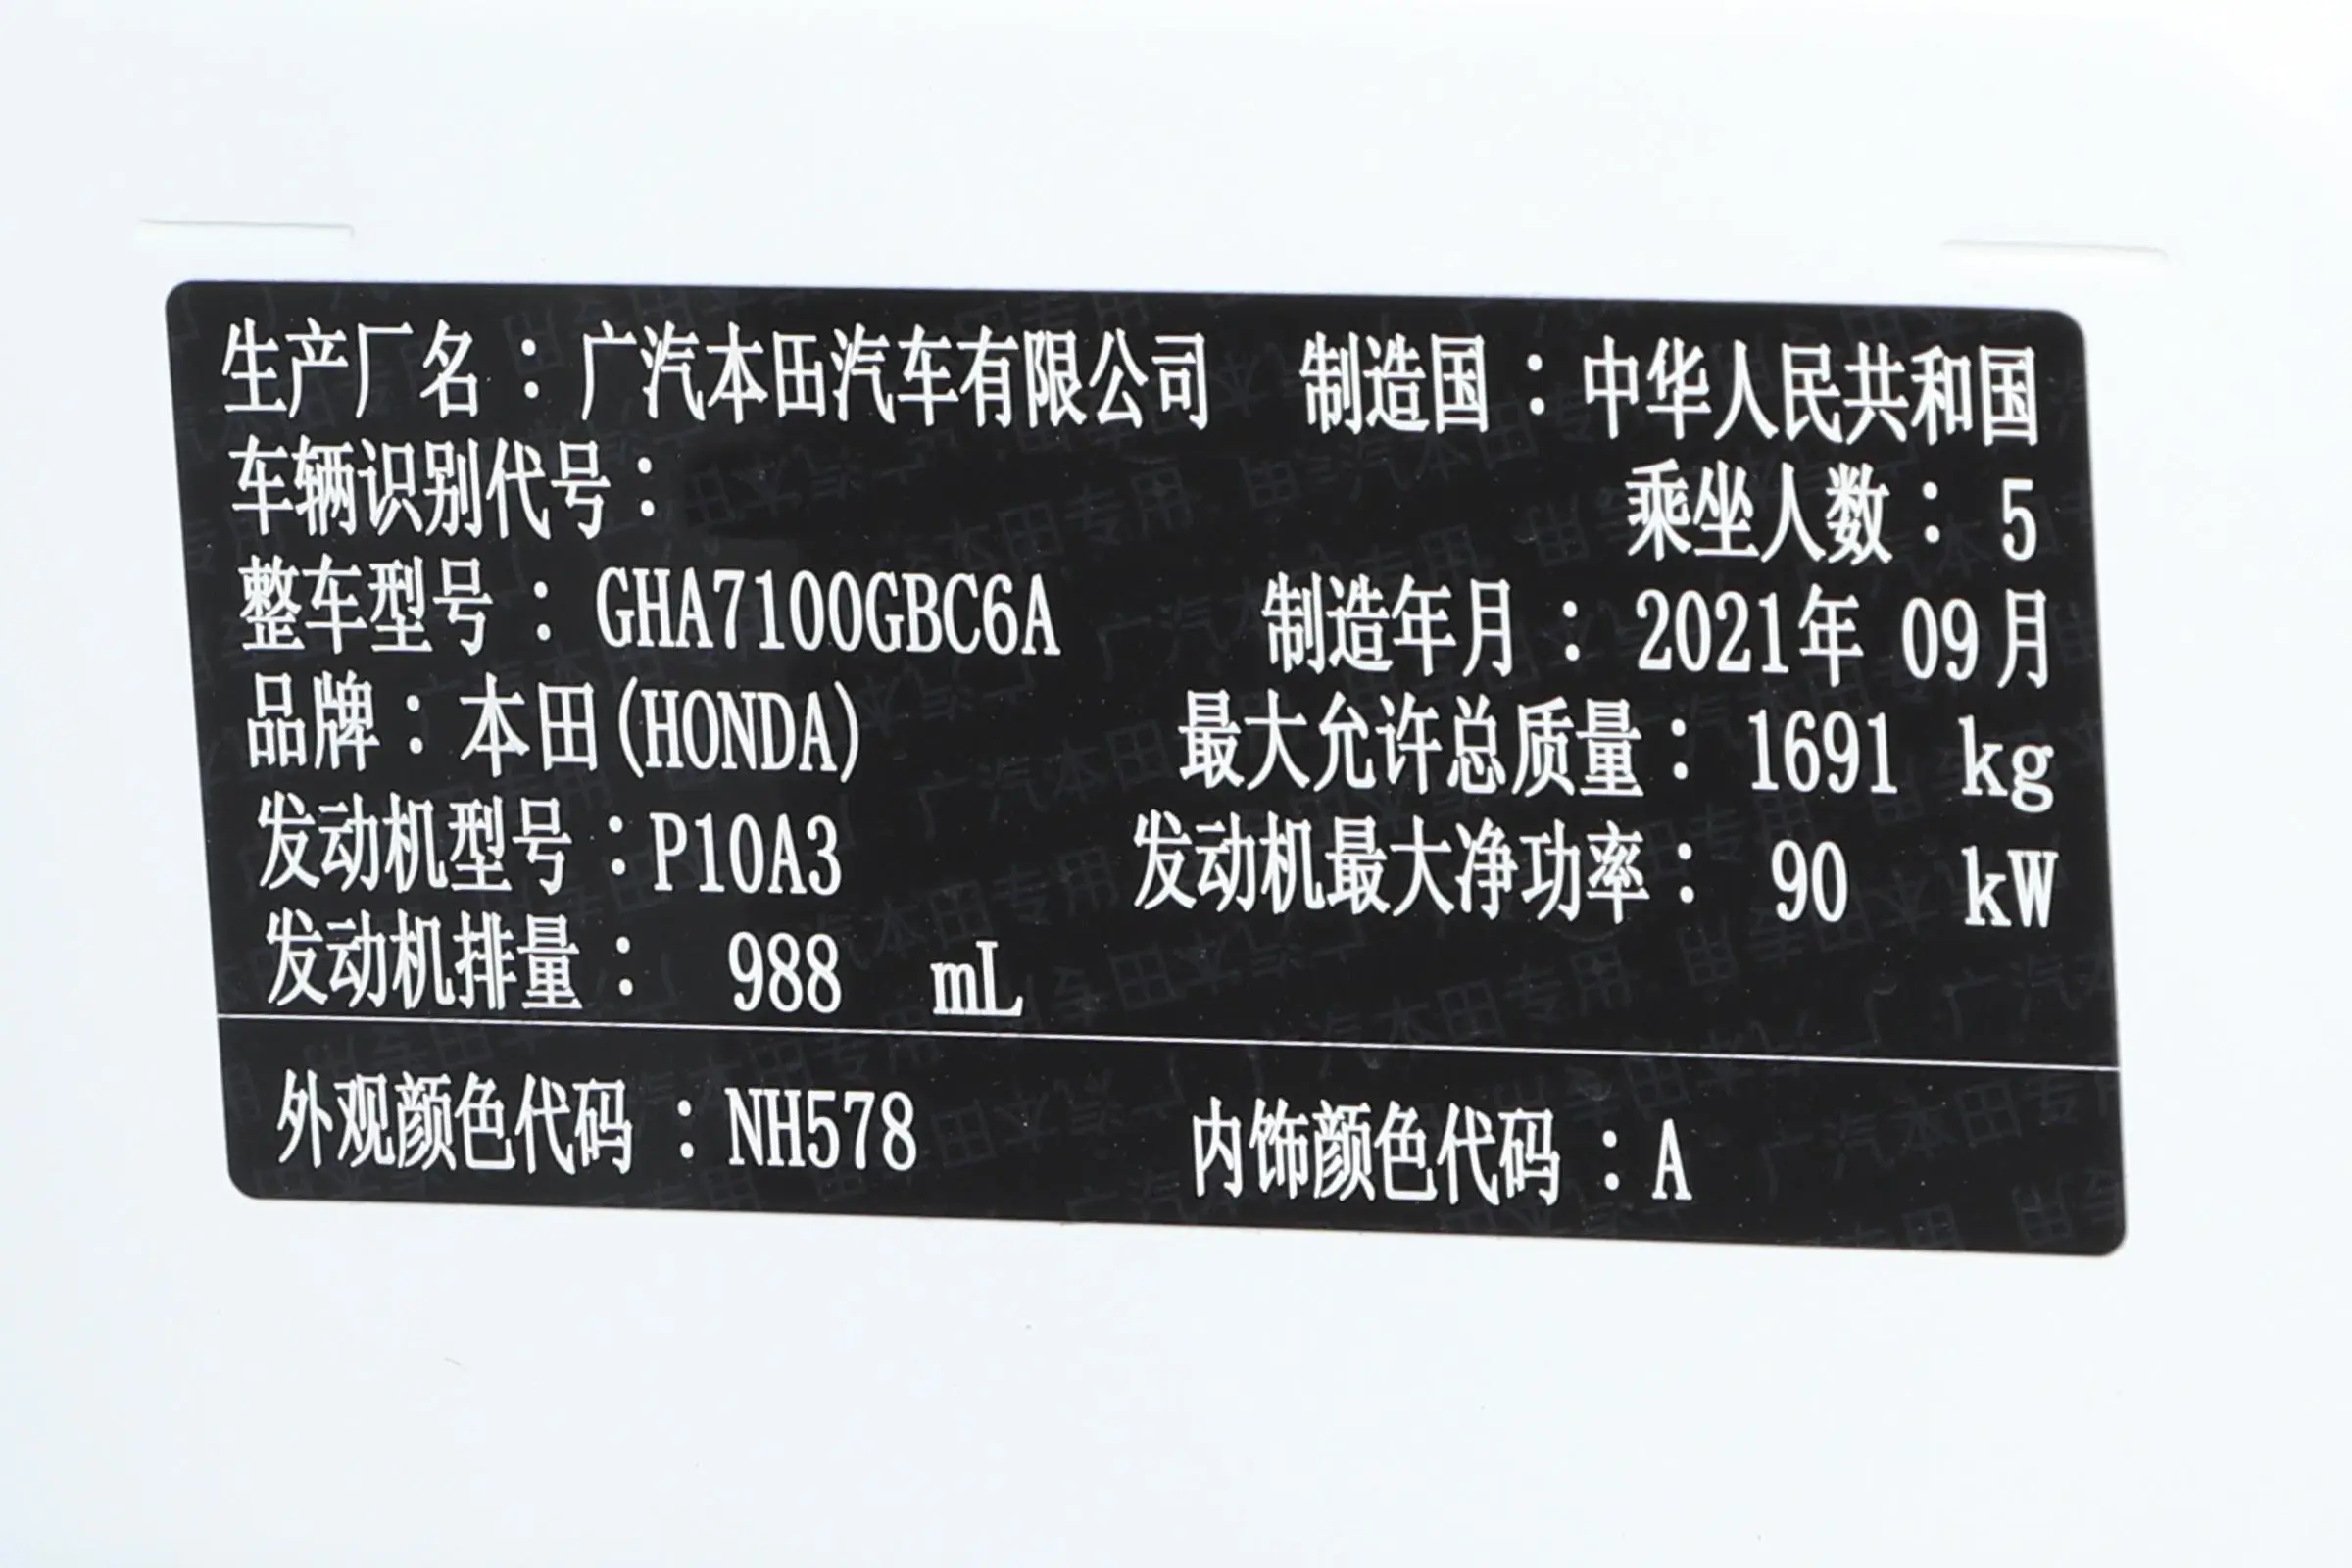 生产厂名：广汽本田汽车有限公司 制造国：中华人民共和国
车辆识别代号： 乘坐人数：5
整车型号：GHA7100GBC6A 制造年月：2021年 09月
品牌：本田(HONDA) 最大允许总质量：1691 kg
发动机型号：P10A3 发动机最大净功率：90 kW
发动机排量：988 mL
外观颜色代码：NH578 内饰颜色代码：A